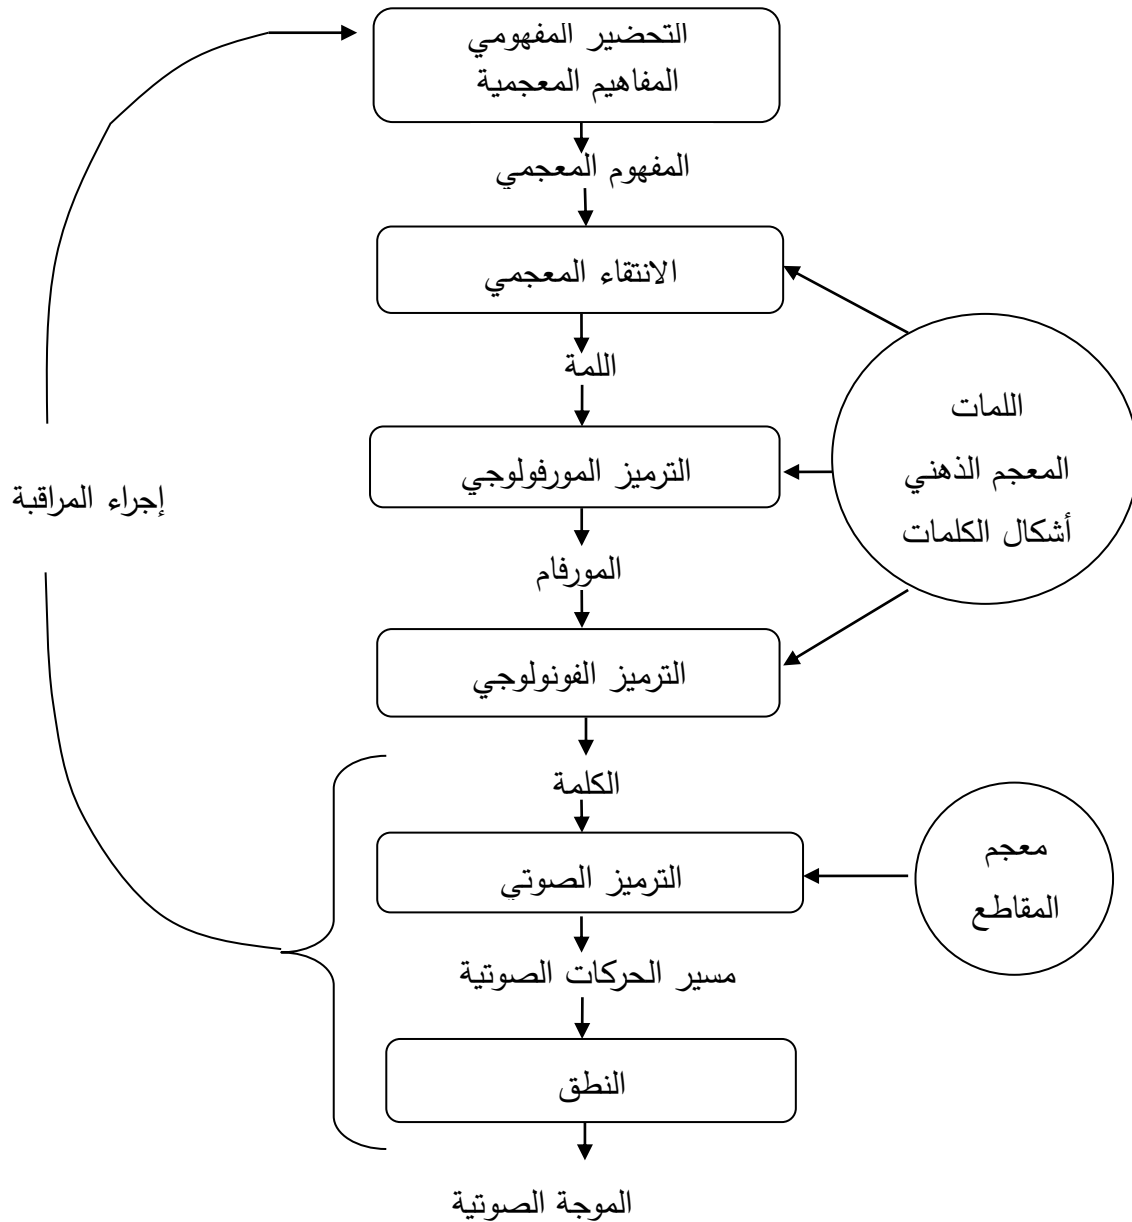 التحضير المفهومي
المفاهيم المعجمية
المفهوم المعجمي
الانتقاء المعجمي
اللمة
اللمات
المعجم الذهني
أشكال الكلمات
الترميز المورفولوجي
إجراء المراقبة
المورفام
الترميز الفونولوجي
الكلمة
معجم
المقاطع
الترميز الصوتي
مسير الحركات الصوتية
النطق
الموجة الصوتية